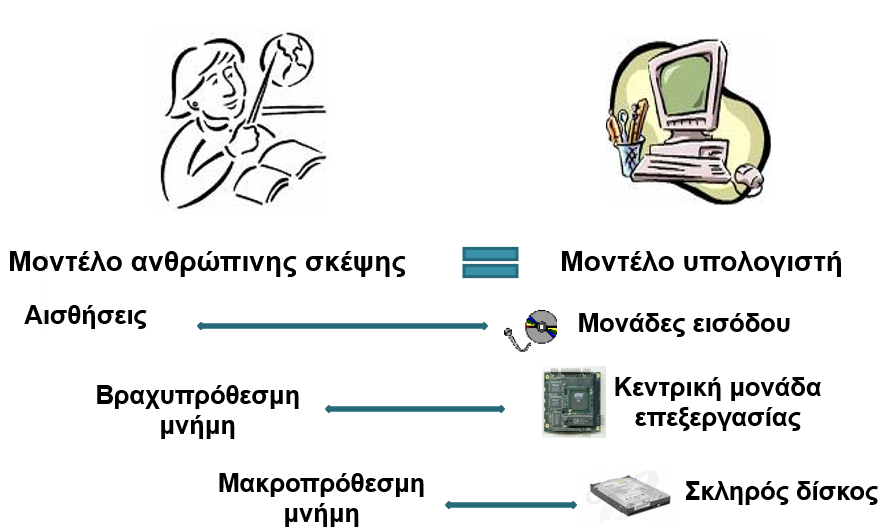 Μοντέλο ανθρώπινης σκέψης
Μοντέλο υπολογιστή
Αισθήσεις
Μονάδες εισόδου
Βραχυπρόθεσμη
μνήμη
Κεντρική μονάδα
επεξεργασίας
Μακροπρόθεσμη
μνήμη
Σκληρός δίσκος